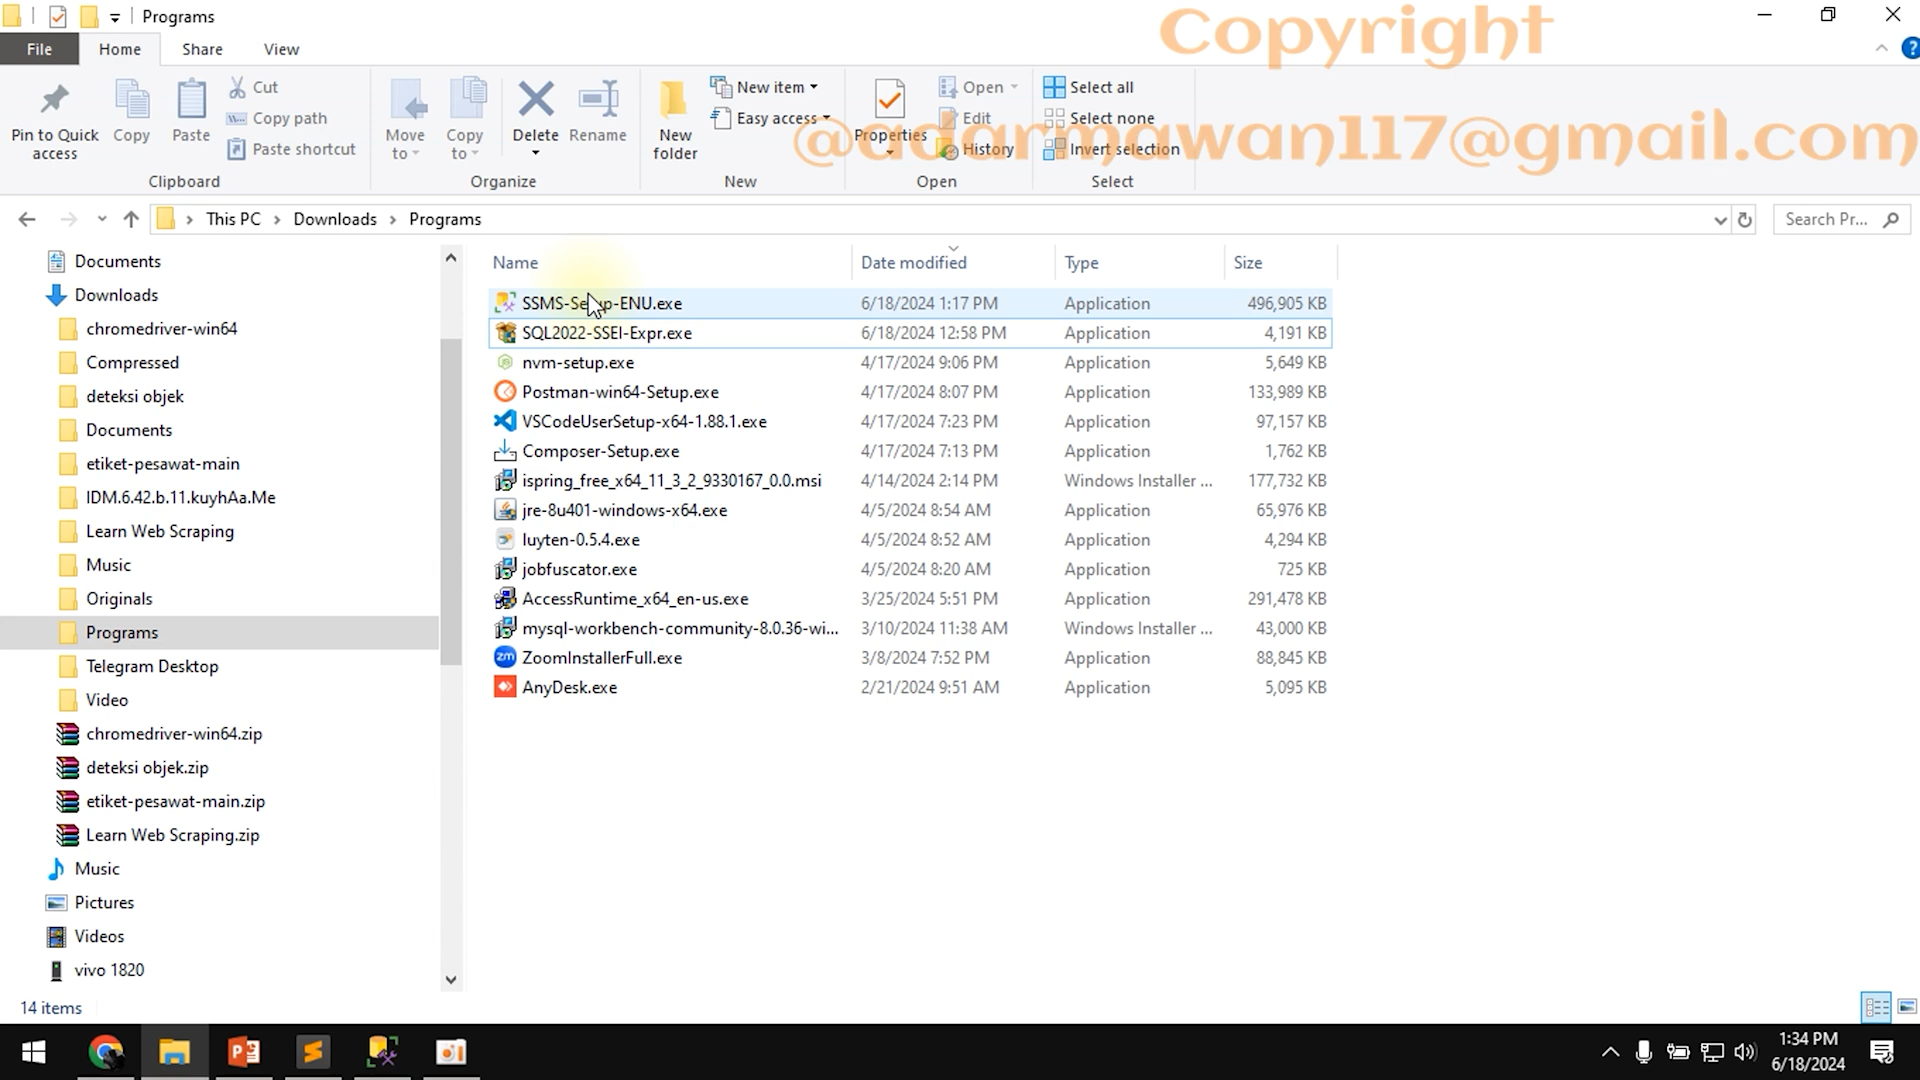 Programs
Copyright
File Home Share View
Pin to Quick access
Copy
Paste
Cut
Copy path
Paste shortcut
Move to
Copy to
Delete
Rename
New folder
New item
Easy access
Properties
Open
Edit
History
Select all
Select none
Invert selection
@adarmawan117@gmail.com
Clipboard Organize New Open Select
This PC > Downloads > Programs
Search Pr...
Documents
Downloads
chromedriver-win64
Compressed
deteksi objek
Documents
etiket-pesawat-main
IDM.6.42.b.11.kuyhAa.Me
Learn Web Scraping
Music
Originals
Programs
Telegram Desktop
Video
chromedriver-win64.zip
deteksi objek.zip
etiket-pesawat-main.zip
Learn Web Scraping.zip
Music
Pictures
Videos
vivo 1820
Name Date modified Type Size
SSMS-Setup-ENU.exe 6/18/2024 1:17 PM Application 496,905 KB
SQL2022-SSEI-Expr.exe 6/18/2024 12:58 PM Application 4,191 KB
nvm-setup.exe 4/17/2024 9:06 PM Application 5,649 KB
Postman-win64-Setup.exe 4/17/2024 8:07 PM Application 133,989 KB
VSCodeUserSetup-x64-1.88.1.exe 4/17/2024 7:23 PM Application 97,157 KB
Composer-Setup.exe 4/17/2024 7:13 PM Application 1,762 KB
ispring_free_x64_11_3_2_9330167_0.0.msi 4/14/2024 2:14 PM Windows Installer ... 177,732 KB
jre-8u401-windows-x64.exe 4/5/2024 8:54 AM Application 65,976 KB
luyten-0.5.4.exe 4/5/2024 8:52 AM Application 4,294 KB
jobfuscator.exe 4/5/2024 8:20 AM Application 725 KB
AccessRuntime_x64_en-us.exe 3/25/2024 5:51 PM Application 291,478 KB
mysql-workbench-community-8.0.36-wi... 3/10/2024 11:38 AM Windows Installer ... 43,000 KB
ZoomInstallerFull.exe 3/8/2024 7:52 PM Application 88,845 KB
AnyDesk.exe 2/21/2024 9:51 AM Application 5,095 KB
14 items
1:34 PM
6/18/2024